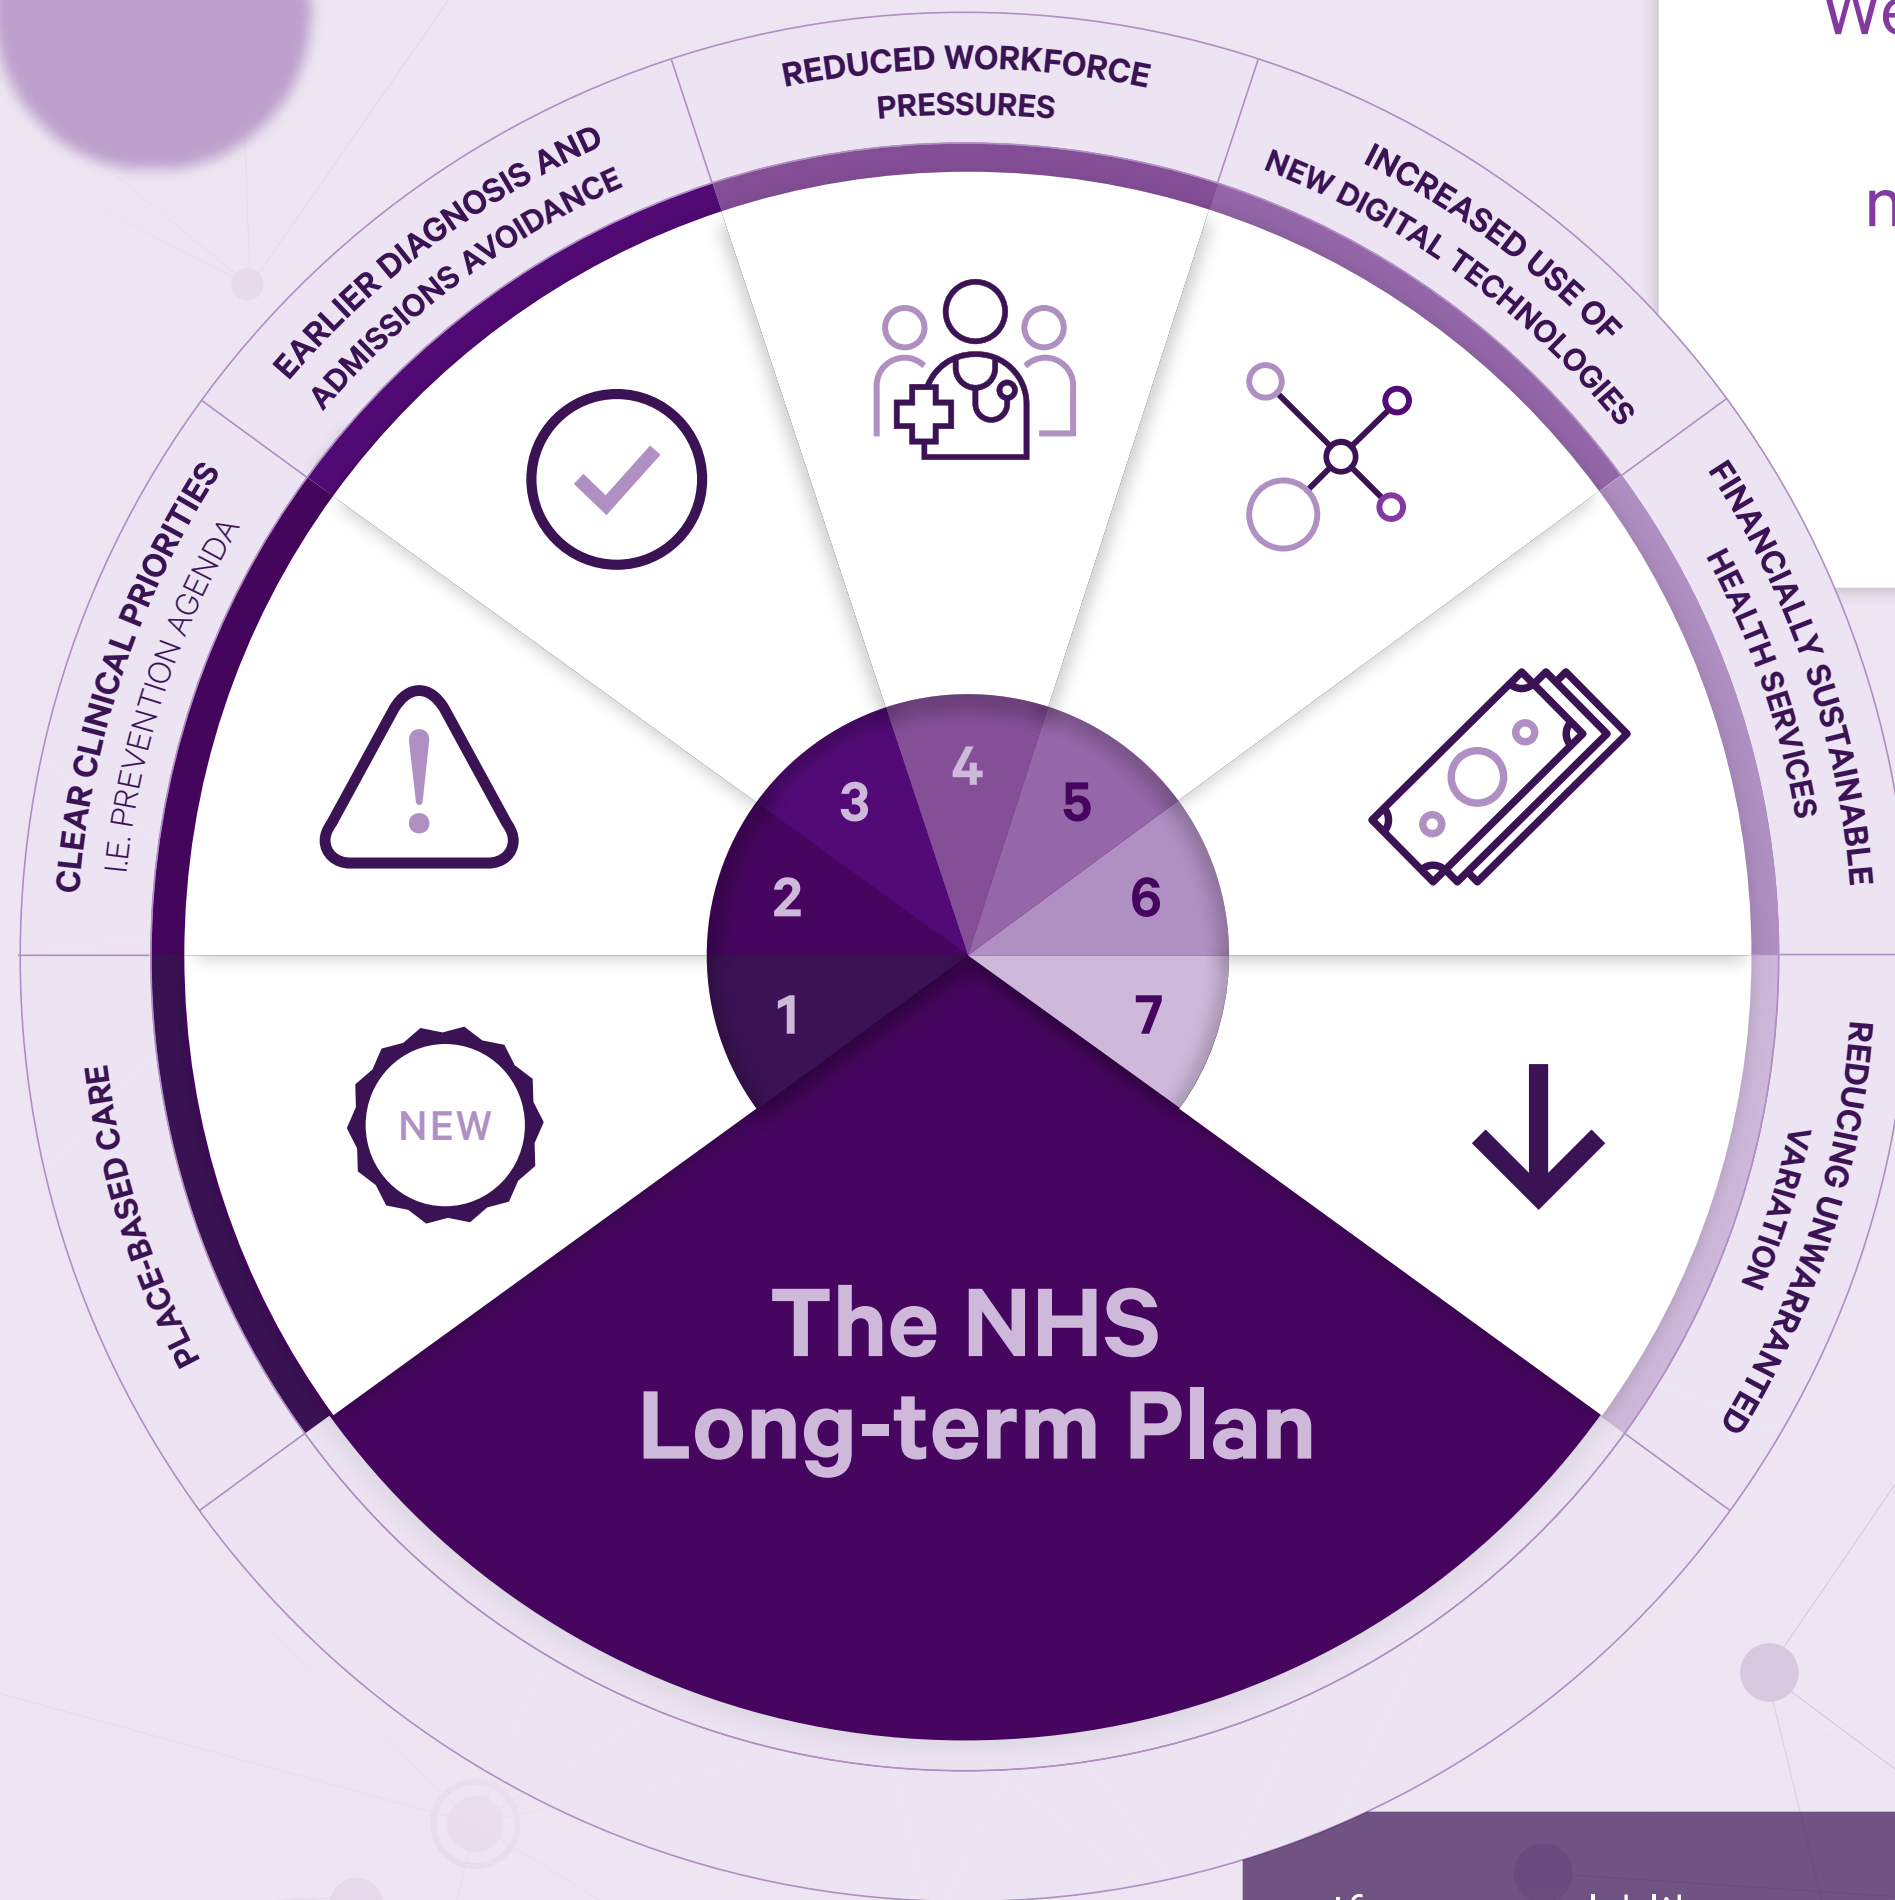 REDUCED WORKFORCE
PRESSURES
EARLIER DIAGNOSIS AND
ADMISSIONS AVOIDANCE
INCREASED USE OF
NEW DIGITAL TECHNOLOGIES
CLEAR CLINICAL PRIORITIES
I.E. PREVENTION AGENDA
FINANCIALLY SUSTAINABLE
HEALTH SERVICES
PLACE-BASED CARE
REDUCING UNWARRANTED
VARIATION
NEW
1
2
3
4
5
6
7
The NHS
Long-term Plan